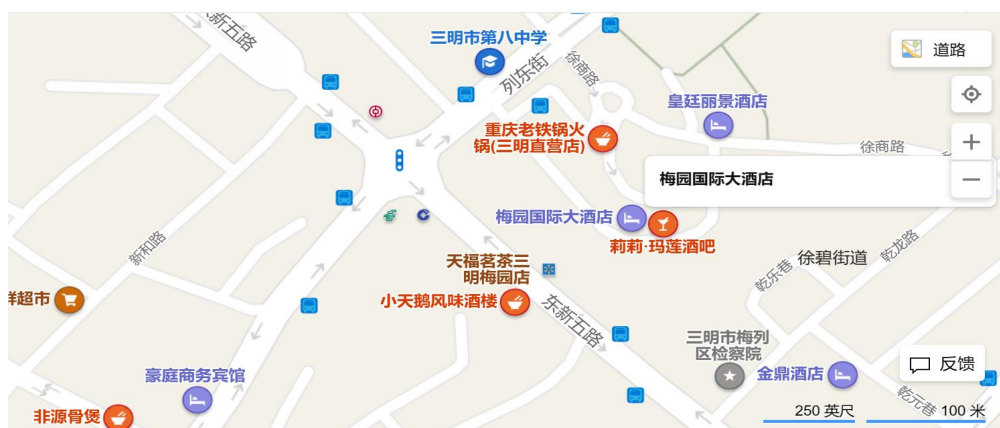 东新五路
三明市第八中学
列东街
徐商路
道路
皇廷丽景酒店
重庆老铁锅火
锅(三明直营店)
徐商路
梅园国际大酒店
梅园国际大酒店
莉莉·玛莲酒吧
新和路
天福茗茶三
明梅园店
徐碧街道
乾龙路
乾乐巷
祥超市
小天鹅风味酒楼
东新五路
三明市梅列
区检察院
反馈
豪庭商务宾馆
金鼎酒店
乾元巷
非源骨煲
250 英尺
100 米